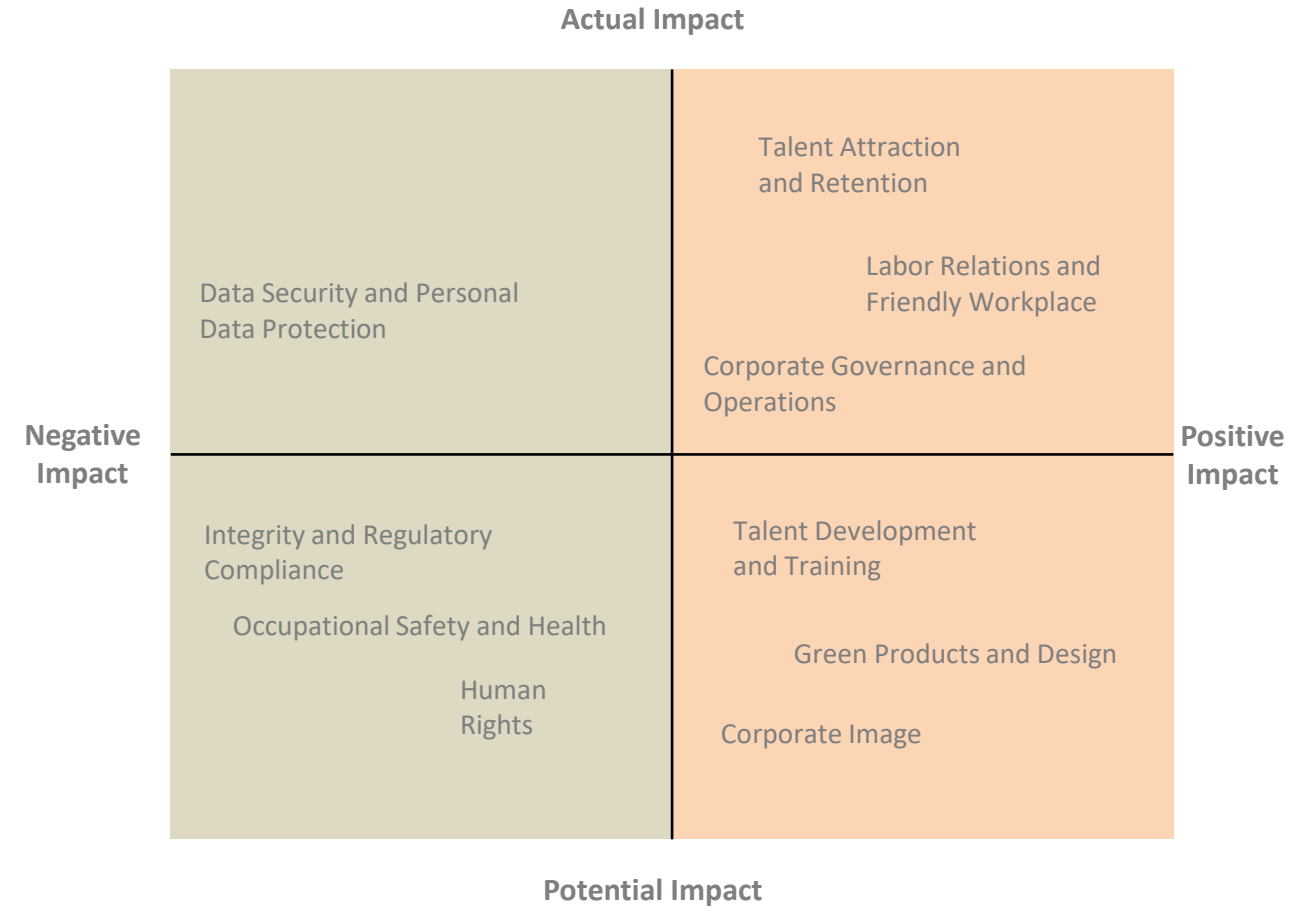 Actual Impact
Talent Attraction
and Retention
Labor Relations and
Friendly Workplace
Data Security and Personal
Data Protection
Corporate Governance and
Operations
Negative
Impact
Positive
Impact
Integrity and Regulatory
Compliance
Talent Development
and Training
Occupational Safety and Health
Green Products and Design
Human
Rights
Corporate Image
Potential Impact